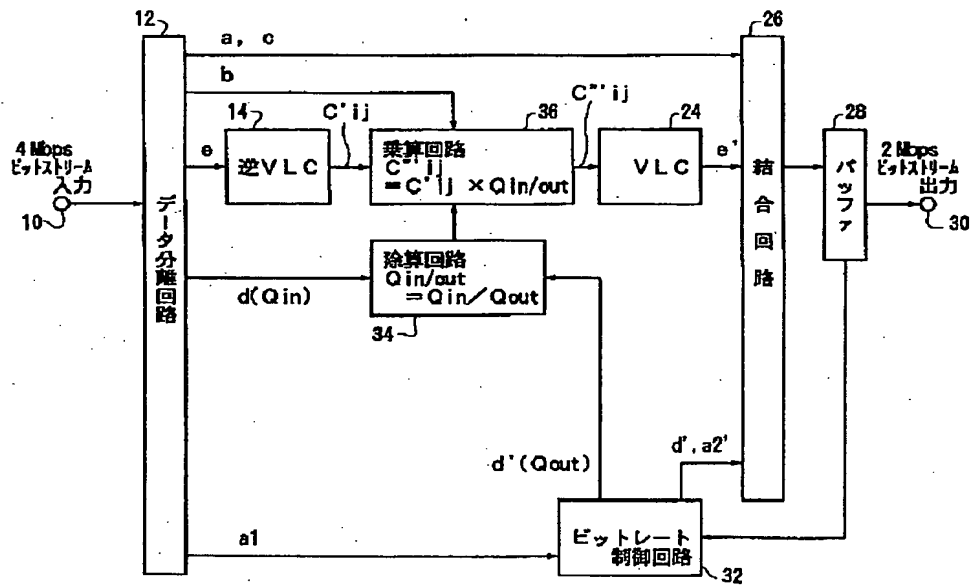 12
26
a, c
b
14
C'ij
36
C"'ij
24
28
4 Mbps
ビットストリーム
入力
10
e
逆VLC
乗算回路
C"'ij
=C'ij × Qin/out
VLC
e'
結合回路
バッファ
2 Mbps
ビットストリーム
出力
30
データ分離回路
d(Qin)
除算回路
Qin/out
=Qin/Qout
34
d'(Qout)
d',a2'
a1
ビットレート
制御回路
32